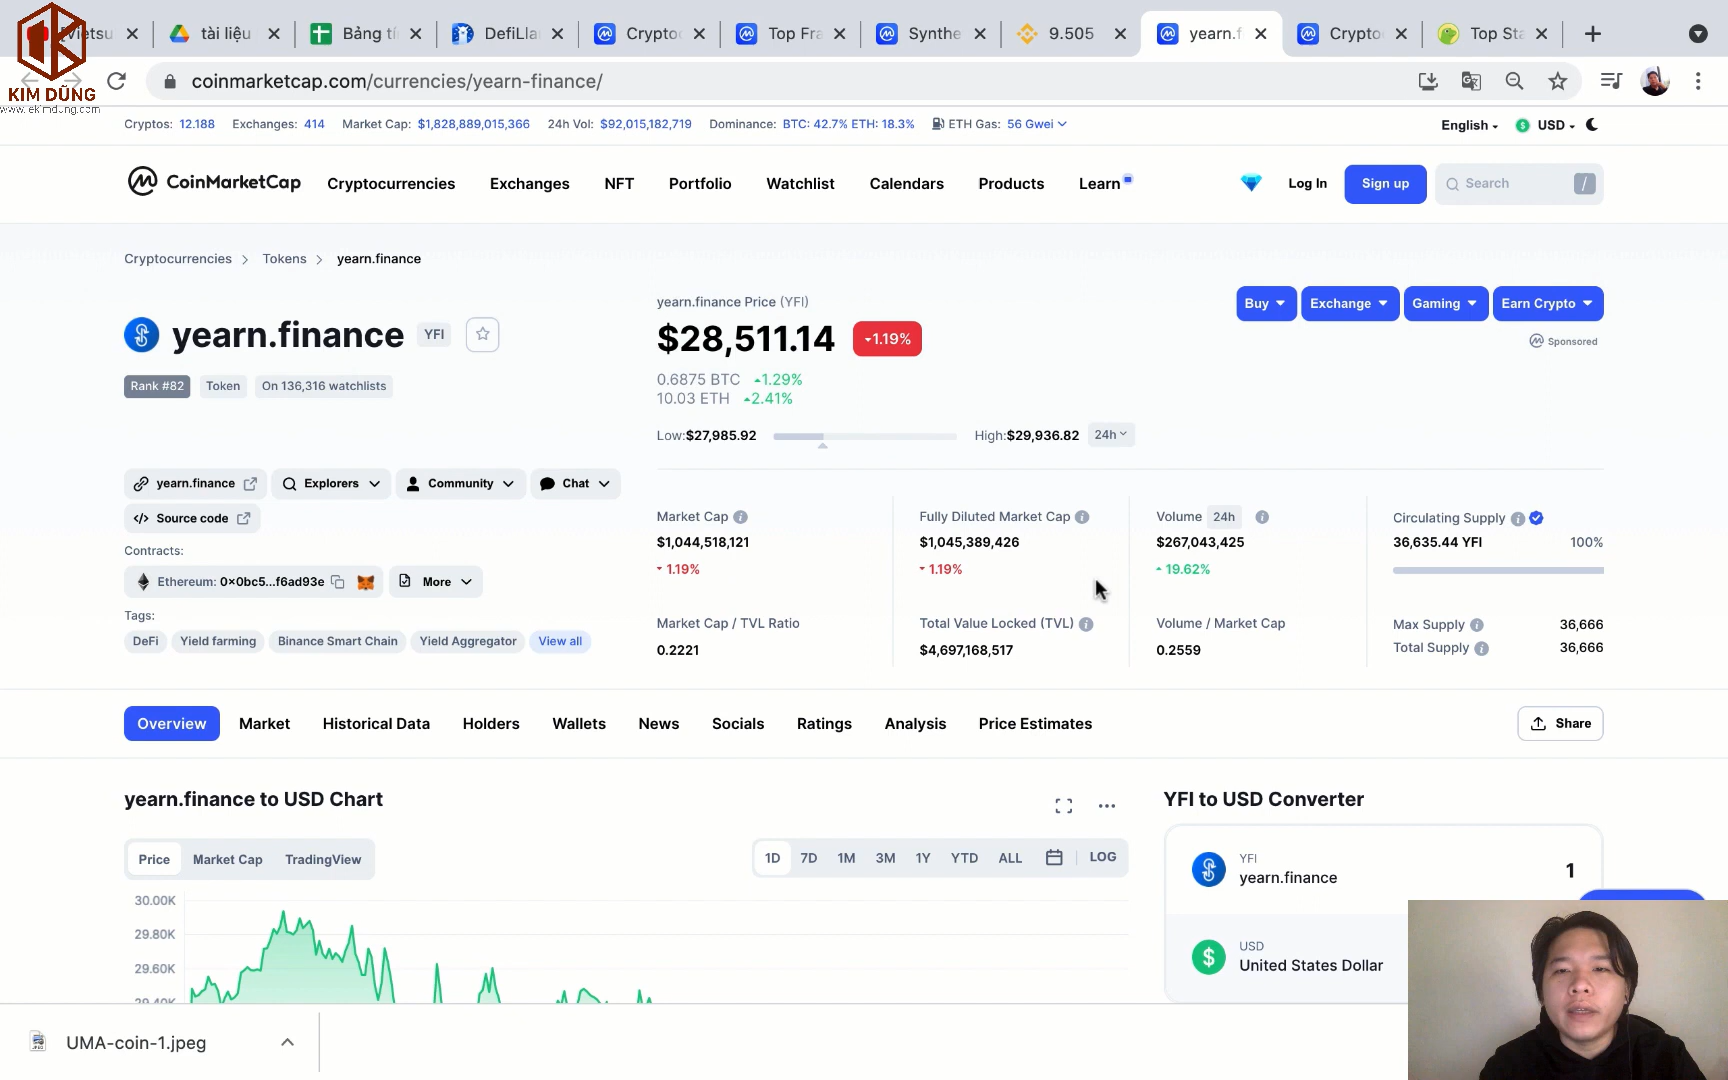 Vietsu
tài liệu
Bảng tí
DefiLla
Crypto
Top Fra
Synthe
9.505
yearn.f
Crypto
Top Sta
KIM DŨNG
www.ekimdung.com
coinmarketcap.com/currencies/yearn-finance/
Cryptos: 12.188 Exchanges: 414 Market Cap: $1,828,889,015,366 24h Vol: $92,015,182,719 Dominance: BTC: 42.7% ETH: 18.3% ETH Gas: 56 Gwei
English USD
CoinMarketCap Cryptocurrencies Exchanges NFT Portfolio Watchlist Calendars Products Learn
Log In Sign up Search /
Cryptocurrencies > Tokens > yearn.finance
yearn.finance YFI
Rank #82 Token On 136,316 watchlists
yearn.finance Explorers Community Chat
Source code
Contracts:
Ethereum: 0x0bc5...f6ad93e More
Tags:
DeFi Yield farming Binance Smart Chain Yield Aggregator View all
yearn.finance Price (YFI)
$28,511.14 1.19%
0.6875 BTC 1.29%
10.03 ETH 2.41%
Low:$27,985.92 High:$29,936.82 24h
Buy Exchange Gaming Earn Crypto
Sponsored
Market Cap
$1,044,518,121
1.19%
Market Cap / TVL Ratio
0.2221
Fully Diluted Market Cap
$1,045,389,426
1.19%
Total Value Locked (TVL)
$4,697,168,517
Volume 24h
$267,043,425
19.62%
Volume / Market Cap
0.2559
Circulating Supply
36,635.44 YFI 100%
Max Supply 36,666
Total Supply 36,666
Overview Market Historical Data Holders Wallets News Socials Ratings Analysis Price Estimates
Share
yearn.finance to USD Chart
Price Market Cap TradingView
1D 7D 1M 3M 1Y YTD ALL LOG
30.00K
29.80K
29.60K
29.40K
YFI to USD Converter
YFI
yearn.finance 1
USD
United States Dollar
UMA-coin-1.jpeg